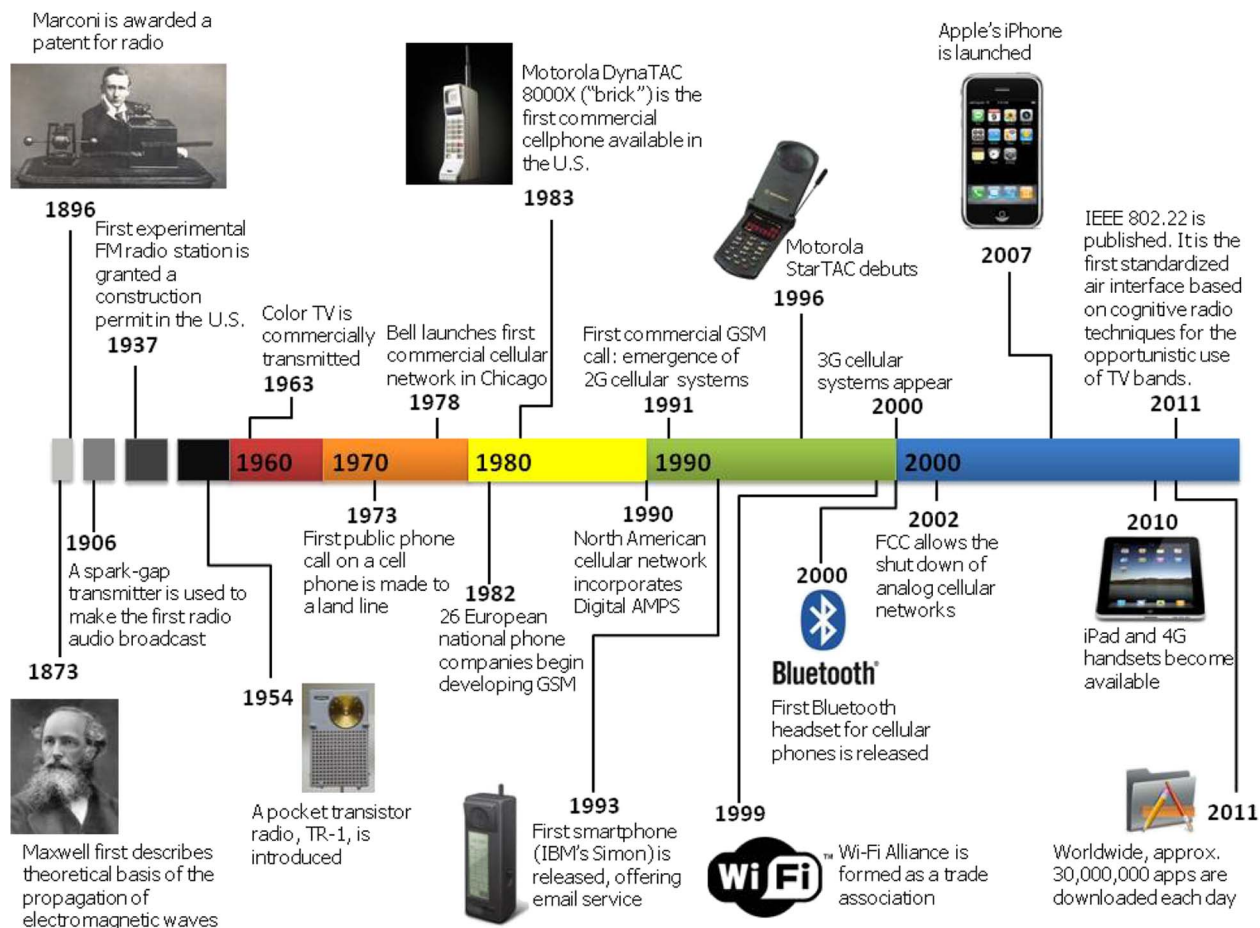 Marconi is awarded a
patent for radio
1896
First experimental
FM radio station is
granted a
construction
permit in the U.S.
1937
Color TV is
commercially
transmitted
1963
Bell launches first
commercial cellular
network in Chicago
1978
Motorola DynaTAC
8000X ("brick") is the
first commercial
cellphone available in
the U.S.
1983
First commercial GSM
call: emergence of
2G cellular systems
1991
Motorola
StarTAC debuts
1996
3G cellular
systems appear
2000
Apple's iPhone
is launched
2007
IEEE 802.22 is
published. It is the
first standardized
air interface based
on cognitive radio
techniques for the
opportunistic use
of TV bands.
2011
1960
1970
1980
1990
2000
1873
Maxwell first describes
theoretical basis of the
propagation of
electromagnetic waves
1906
A spark-gap
transmitter is used to
make the first radio
audio broadcast
1954
A pocket transistor
radio, TR-1, is
introduced
1973
First public phone
call on a cell
phone is made to
a land line
1982
26 European
national phone
companies begin
developing GSM
1990
North American
cellular network
incorporates
Digital AMPS
1993
First smartphone
(IBM's Simon) is
released, offering
email service
1999
Wi Fi ™
Wi-Fi Alliance is
formed as a trade
association
2000
Bluetooth®
First Bluetooth
headset for cellular
phones is released
2002
FCC allows the
shut down of
analog cellular
networks
2010
iPad and 4G
handsets become
available
2011
Worldwide, approx.
30,000,000 apps are
downloaded each day